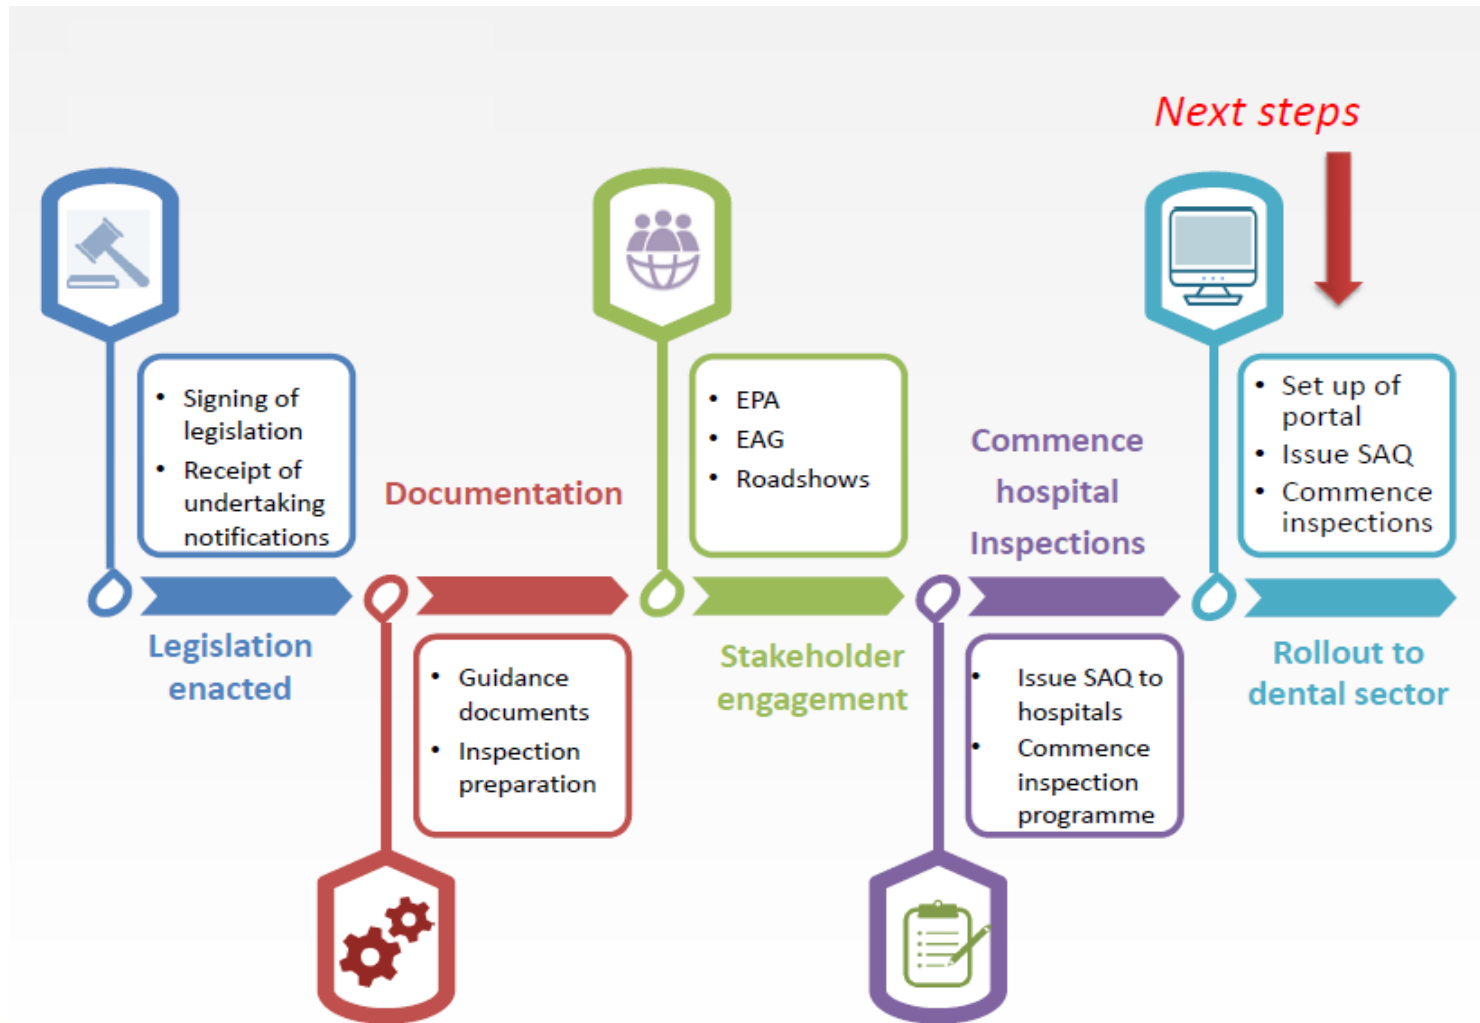 Next steps
• Signing of
legislation
• Receipt of
undertaking
notifications
Legislation
enacted
Documentation
• Guidance
documents
• Inspection
preparation
• EPA
• EAG
• Roadshows
Stakeholder
engagement
Commence
hospital
Inspections
• Issue SAQ to
hospitals
• Commence
inspection
programme
• Set up of
portal
• Issue SAQ
• Commence
inspections
Rollout to
dental sector